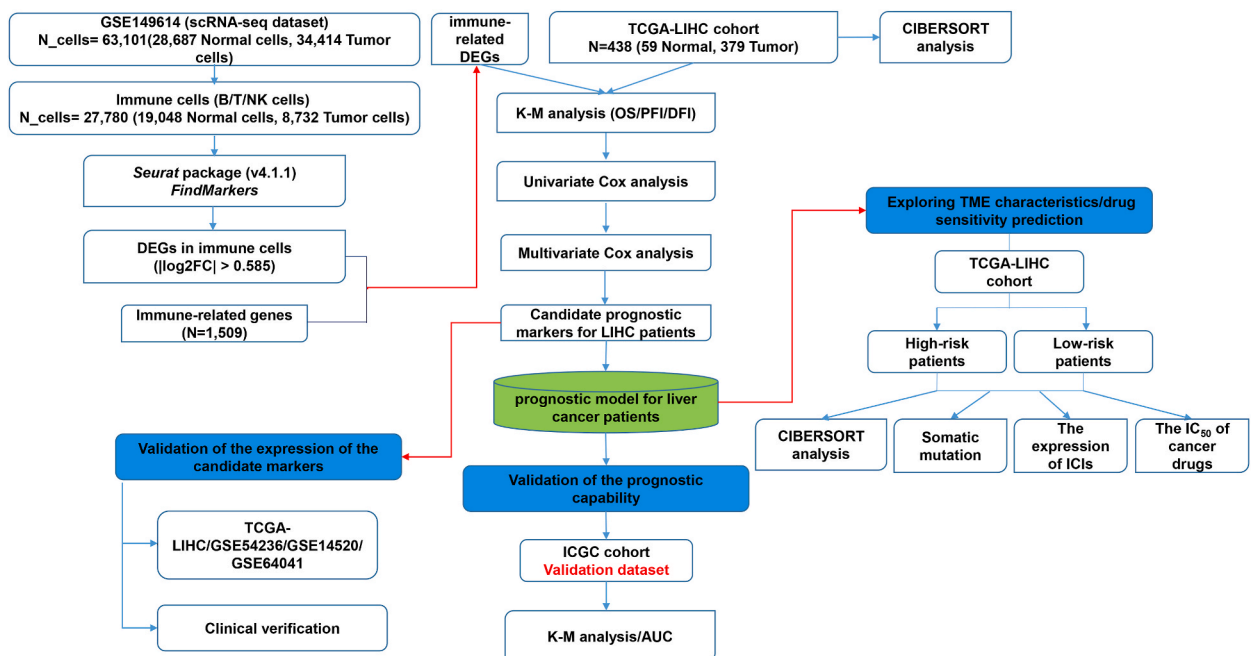 GSE149614 (scRNA-seq dataset)
N_cells= 63,101(28,687 Normal cells, 34,414 Tumor
cells)
Immune cells (B/T/NK cells)
N_cells= 27,780 (19,048 Normal cells, 8,732 Tumor cells)
Seurat package (v4.1.1)
FindMarkers
DEGs in immune cells
(|log2FC| > 0.585)
Immune-related genes
(N=1,509)
immune-
related
DEGs
TCGA-LIHC cohort
N=438 (59 Normal, 379 Tumor)
CIBERSORT
analysis
K-M analysis (OS/PFI/DFI)
Univariate Cox analysis
Multivariate Cox analysis
Candidate prognostic
markers for LIHC patients
prognostic model for liver
cancer patients
Validation of the expression of the
candidate markers
TCGA-
LIHC/GSE54236/GSE14520/
GSE64041
Clinical verification
Validation of the prognostic
capability
ICGC cohort
Validation dataset
K-M analysis/AUC
Exploring TME characteristics/drug
sensitivity prediction
TCGA-LIHC
cohort
High-risk
patients
Low-risk
patients
CIBERSORT
analysis
Somatic
mutation
The
expression
of ICIs
The IC50 of
cancer
drugs